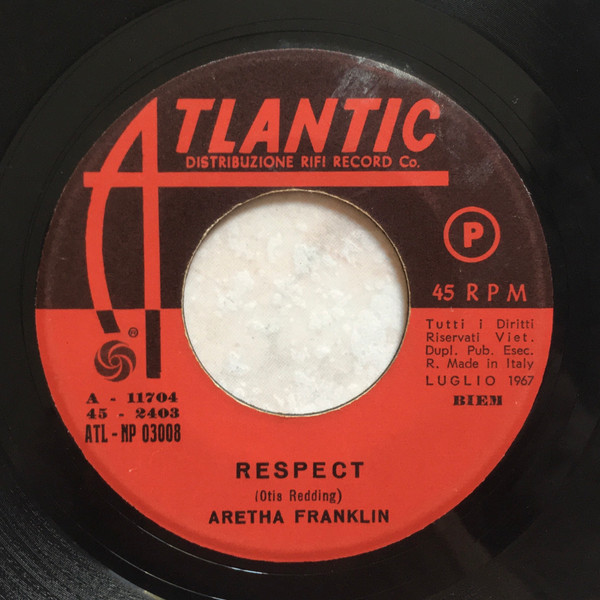 ATLANTIC
DISTRIBUZIONE RIFI RECORD Co.
P
45 RPM
Tutti i Diritti
Riservati Viet.
Dupl. Pub. Esec.
R. Made in Italy
LUGLIO 1967
BIEM
®
A - 11704
45 - 2403
ATL - NP 03008
RESPECT
(Otis Redding)
ARETHA FRANKLIN